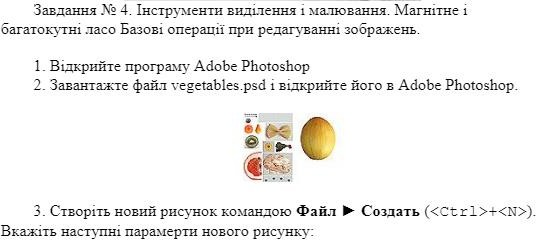 Завдання № 4. Інструменти виділення і малювання. Магнітне і
багатокутні ласо Базові операції при редагуванні зображень.
1. Відкрийте програму Adobe Photoshop
2. Завантажте файл vegetables.psd і відкрийте його в Adobe Photoshop.
3. Створіть новий рисунок командою Файл ► Создать (<Ctrl>+<N>).
Вкажіть наступні парамерти нового рисунку: